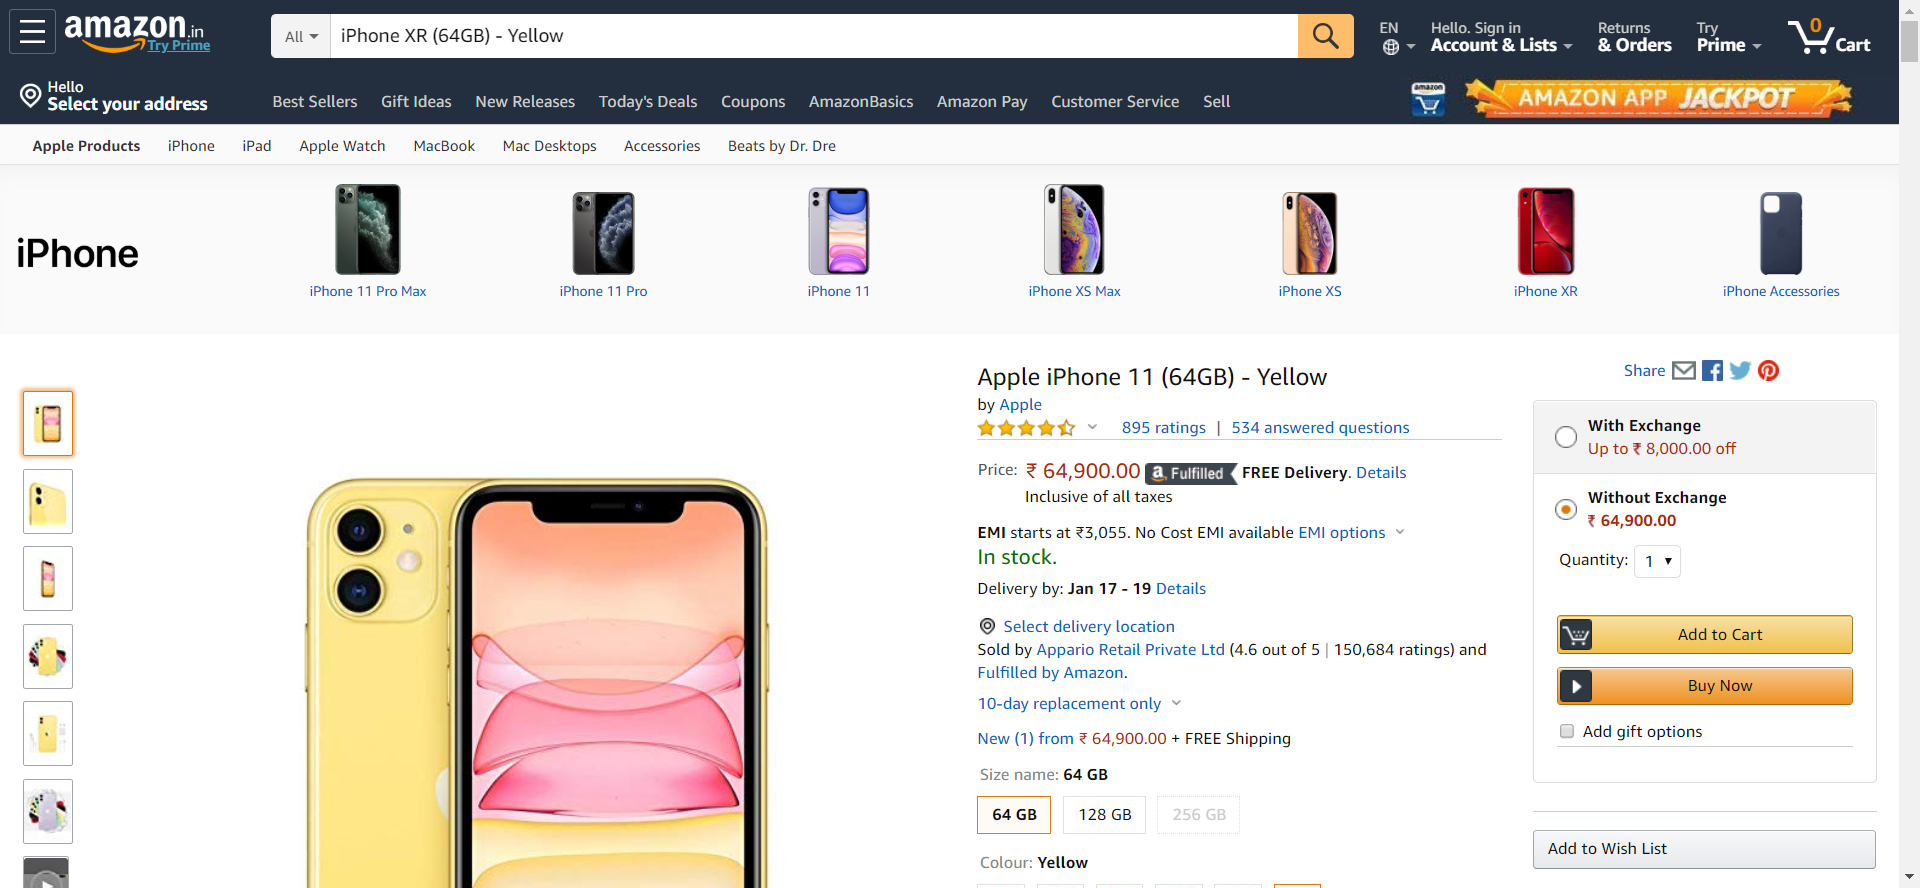 amazon.in
Try Prime
All
iPhone XR (64GB) - Yellow
EN
Hello. Sign in
Account & Lists
Returns
& Orders
Try
Prime
0
Cart
Hello
Select your address
Best Sellers
Gift Ideas
New Releases
Today's Deals
Coupons
AmazonBasics
Amazon Pay
Customer Service
Sell
amazon
AMAZON APP JACKPOT
Apple Products
iPhone
iPad
Apple Watch
MacBook
Mac Desktops
Accessories
Beats by Dr. Dre
iPhone
iPhone 11 Pro Max
iPhone 11 Pro
iPhone 11
iPhone XS Max
iPhone XS
iPhone XR
iPhone Accessories
Apple iPhone 11 (64GB) - Yellow
by Apple
895 ratings | 534 answered questions
Price: ₹ 64,900.00 a Fulfilled FREE Delivery. Details
Inclusive of all taxes
EMI starts at ₹3,055. No Cost EMI available EMI options
In stock.
Delivery by: Jan 17 - 19 Details
Select delivery location
Sold by Appario Retail Private Ltd (4.6 out of 5 | 150,684 ratings) and
Fulfilled by Amazon.
10-day replacement only
New (1) from ₹ 64,900.00 + FREE Shipping
Size name: 64 GB
64 GB
128 GB
256 GB
Colour: Yellow
Share
With Exchange
Up to ₹ 8,000.00 off
Without Exchange
₹ 64,900.00
Quantity: 1
Add to Cart
Buy Now
Add gift options
Add to Wish List